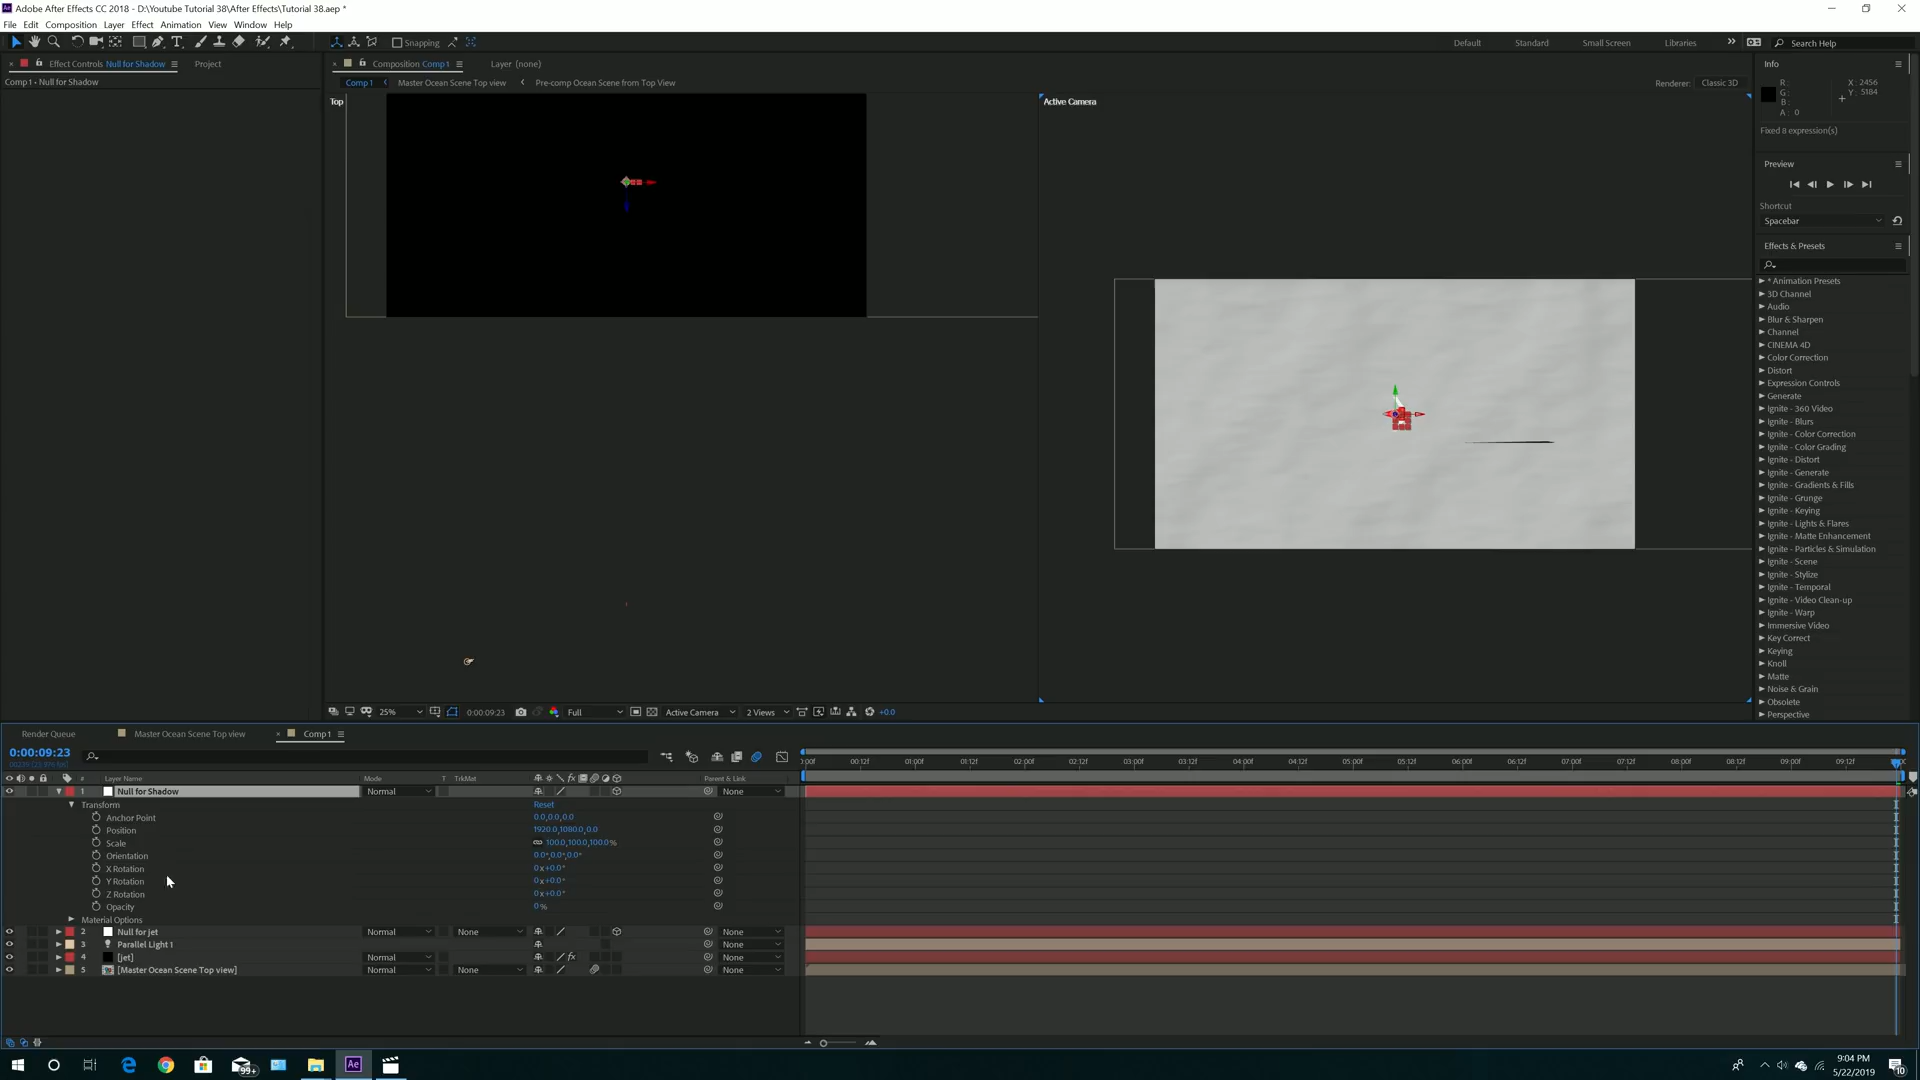 Adobe After Effects CC 2018 - D:\Youtube Tutorial 38\After Effects\Tutorial 38.aep *
File Edit Composition Layer Effect Animation View Window Help
Snapping Default Standard Small Screen Libraries Search Help
Effect Controls Null for Shadow Project
Comp 1 • Null for Shadow
Composition Comp 1 Layer (none)
Comp 1 Master Ocean Scene Top view Pre-comp Ocean Scene from Top View Renderer: Classic 3D
Top
Active Camera
Info
R: X: 2456
G: Y: 5184
B:
A: 0
Fixed 8 expression(s)
Preview
Shortcut
Spacebar
Effects & Presets
* Animation Presets
3D Channel
Audio
Blur & Sharpen
Channel
CINEMA 4D
Color Correction
Distort
Expression Controls
Generate
Ignite - 360 Video
Ignite - Blurs
Ignite - Color Correction
Ignite - Color Grading
Ignite - Distort
Ignite - Generate
Ignite - Gradients & Fills
Ignite - Grunge
Ignite - Keying
Ignite - Lights & Flares
Ignite - Matte Enhancement
Ignite - Particles & Simulation
Ignite - Scene
Ignite - Stylize
Ignite - Temporal
Ignite - Video Clean-up
Ignite - Warp
Immersive Video
Key Correct
Keying
Knoll
Matte
Noise & Grain
Obsolete
Perspective
25% 0:00:09:23 Full Active Camera 2 Views +0.0
Render Queue Master Ocean Scene Top view Comp 1
0:00:09:23
00:12f 01:00f 01:12f 02:00f 02:12f 03:00f 03:12f 04:00f 04:12f 05:00f 05:12f 06:00f 06:12f 07:00f 07:12f 08:00f 08:12f 09:00f 09:12f
# Layer Name Mode T TrkMat Parent & Link
1 Null for Shadow Normal None
Transform Reset
Anchor Point 0.0,0.0,0.0
Position 1920.0,1080.0,0.0
Scale 100.0,100.0,100.0%
Orientation 0.0°,0.0°,0.0°
X Rotation 0x+0.0°
Y Rotation 0x+0.0°
Z Rotation 0x+0.0°
Opacity 0%
Material Options
2 Null for jet Normal None None
3 Parallel Light 1 None
4 [jet] Normal None
5 [Master Ocean Scene Top view] Normal None None
99+
Ae
9:04 PM
5/22/2019
10